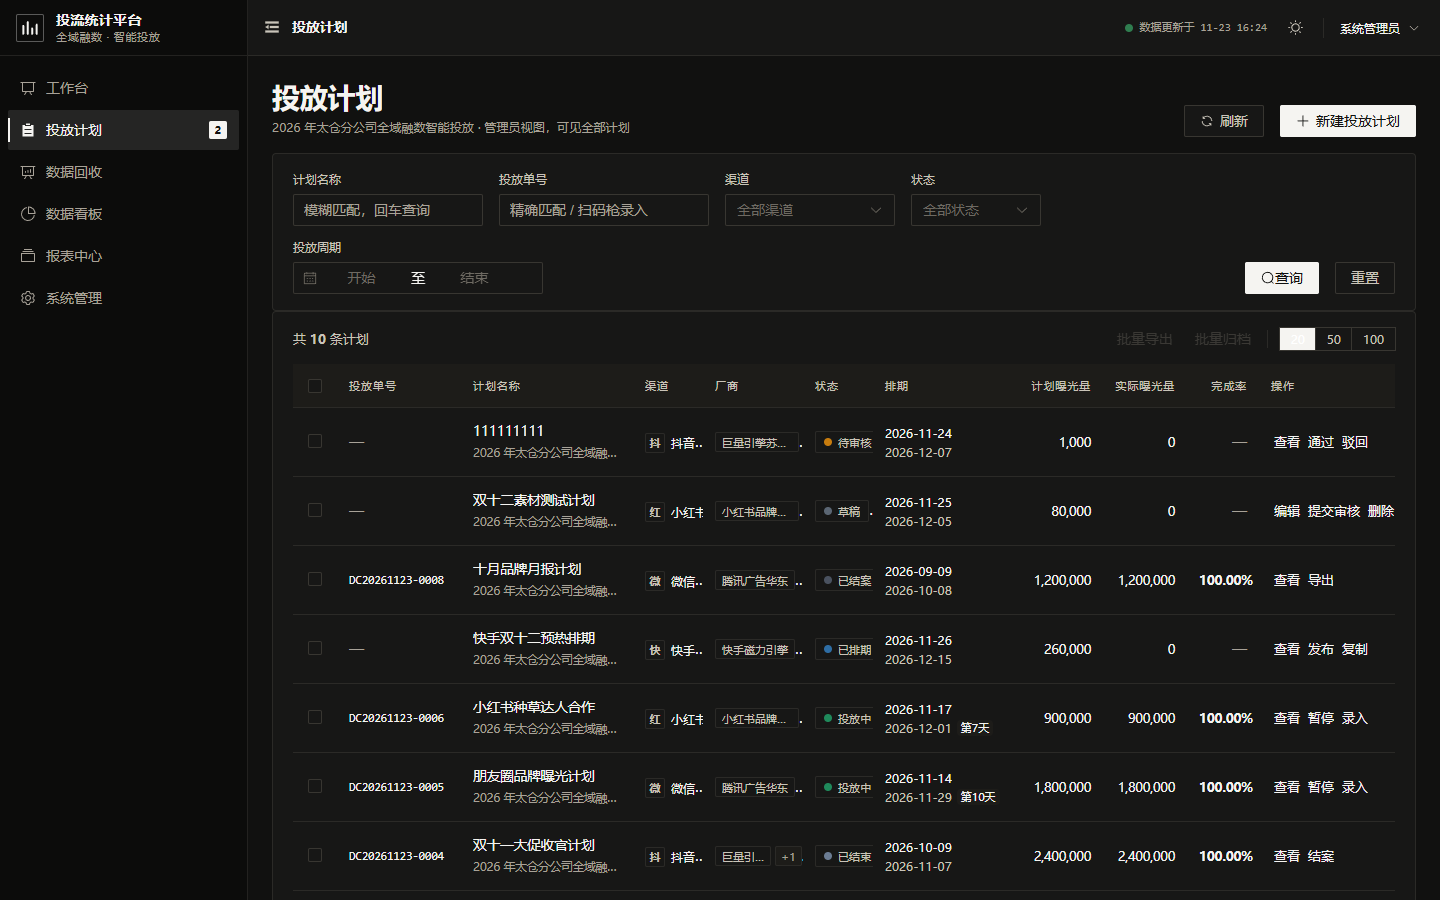 投流统计平台
全域融数 · 智能投放
投放计划
数据更新于 11-23 16:24
系统管理员
工作台
投放计划 2
数据回收
数据看板
报表中心
系统管理
投放计划
2026 年太仓分公司全域融数智能投放 · 管理员视图，可见全部计划
刷新
新建投放计划
计划名称 投放单号 渠道 状态
模糊匹配，回车查询 精确匹配 / 扫码枪录入 全部渠道 全部状态
投放周期
开始 至 结束
查询 重置
共 10 条计划
批量导出 批量归档 20 50 100
投放单号 计划名称 渠道 厂商 状态 排期 计划曝光量 实际曝光量 完成率 操作
— 111111111 抖 抖音.. 巨量引擎苏... . 待审核 2026-11-24 1,000 0 — 查看 通过 驳回
2026 年太仓分公司全域融... 2026-12-07
— 双十二素材测试计划 红 小红书 小红书品牌... . 草稿 . 2026-11-25 80,000 0 — 编辑 提交审核 删除
2026 年太仓分公司全域融... 2026-12-05
DC20261123-0008 十月品牌月报计划 微 微信.. 腾讯广告华东 .. 已结案 2026-09-09 1,200,000 1,200,000 100.00% 查看 导出
2026 年太仓分公司全域融... 2026-10-08
— 快手双十二预热排期 快 快手.. 快手磁力引擎 .. 已排期 2026-11-26 260,000 0 — 查看 发布 复制
2026 年太仓分公司全域融... 2026-12-15
DC20261123-0006 小红书种草达人合作 红 小红书 小红书品牌... . 投放中 2026-11-17 900,000 900,000 100.00% 查看 暂停 录入
2026 年太仓分公司全域融... 2026-12-01 第7天
DC20261123-0005 朋友圈品牌曝光计划 微 微信.. 腾讯广告华东 .. 投放中 2026-11-14 1,800,000 1,800,000 100.00% 查看 暂停 录入
2026 年太仓分公司全域融... 2026-11-29 第10天
DC20261123-0004 双十一大促收官计划 抖 抖音.. 巨量引... +1 . 已结束 2026-10-09 2,400,000 2,400,000 100.00% 查看 结案
2026 年太仓分公司全域融... 2026-11-07